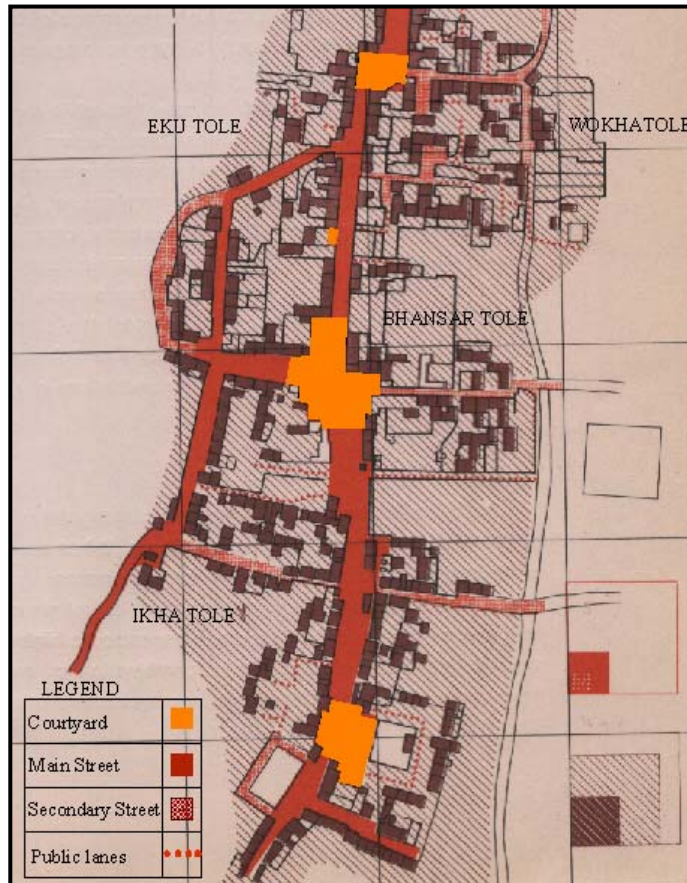 EKU TOLE
WOKHATOLE
BHANSAR TOLE
IKHA TOLE
LEGEND
Courtyard
Main Street
Secondary Street
Public lanes